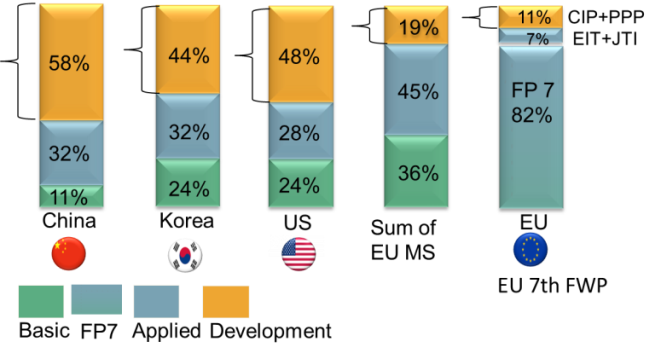 58%
32%
11%
China
44%
32%
24%
Korea
48%
28%
24%
US
19%
45%
36%
Sum of
EU MS
11%
CIP+PPP
7%
EIT+JTI
FP 7
82%
EU
EU 7th FWP
Basic FP7 Applied Development